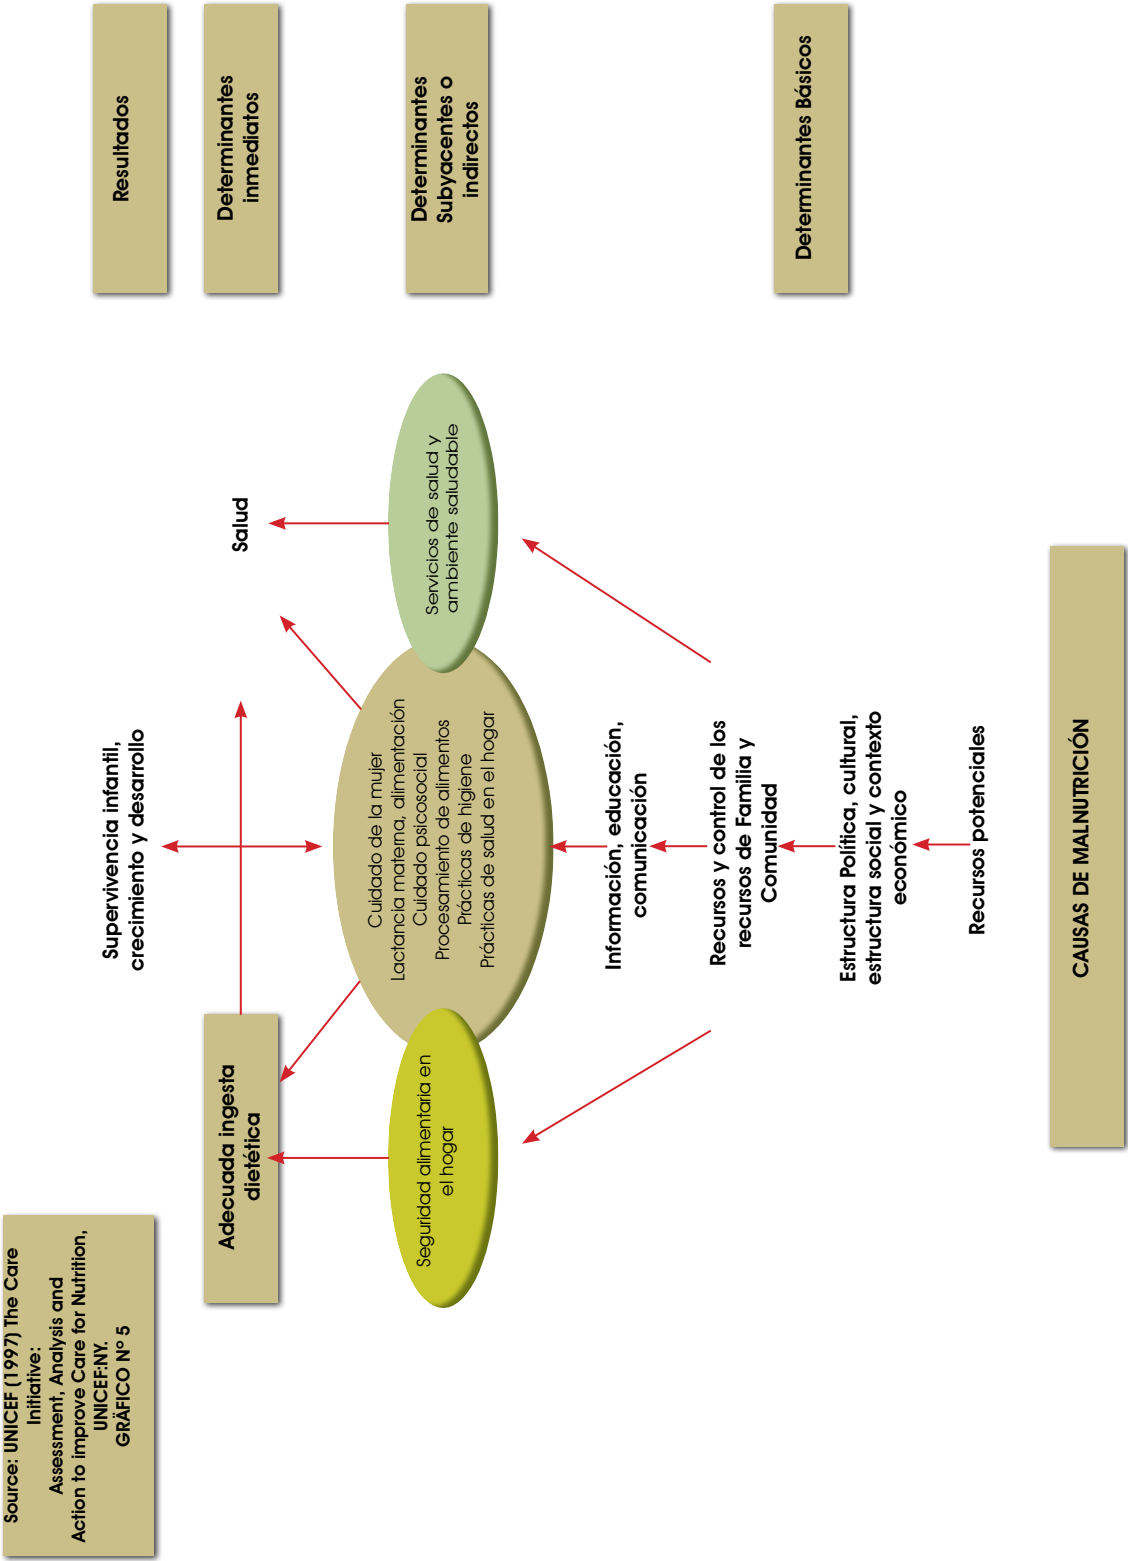 Source: UNICEF (1997) The Care
Initiative:
Assessment, Analysis and
Action to improve Care for Nutrition,
UNICEF:NY.
GRÄFICO Nº 5
Supervivencia infantil,
crecimiento y desarrollo
Resultados
Adecuada ingesta
dietética
Salud
Determinantes
inmediatos
Seguridad alimentaria en
el hogar
Cuidado de la mujer
Lactancia materna, alimentación
Cuidado psicosocial
Procesamiento de alimentos
Prácticas de higiene
Prácticas de salud en el hogar
Servicios de salud y
ambiente saludable
Determinantes
Subyacentes o
indirectos
Información, educación,
comunicación
Recursos y control de los
recursos de Familia y
Comunidad
Determinantes Básicos
Estructura Política, cultural,
estructura social y contexto
económico
Recursos potenciales
CAUSAS DE MALNUTRICIÓN